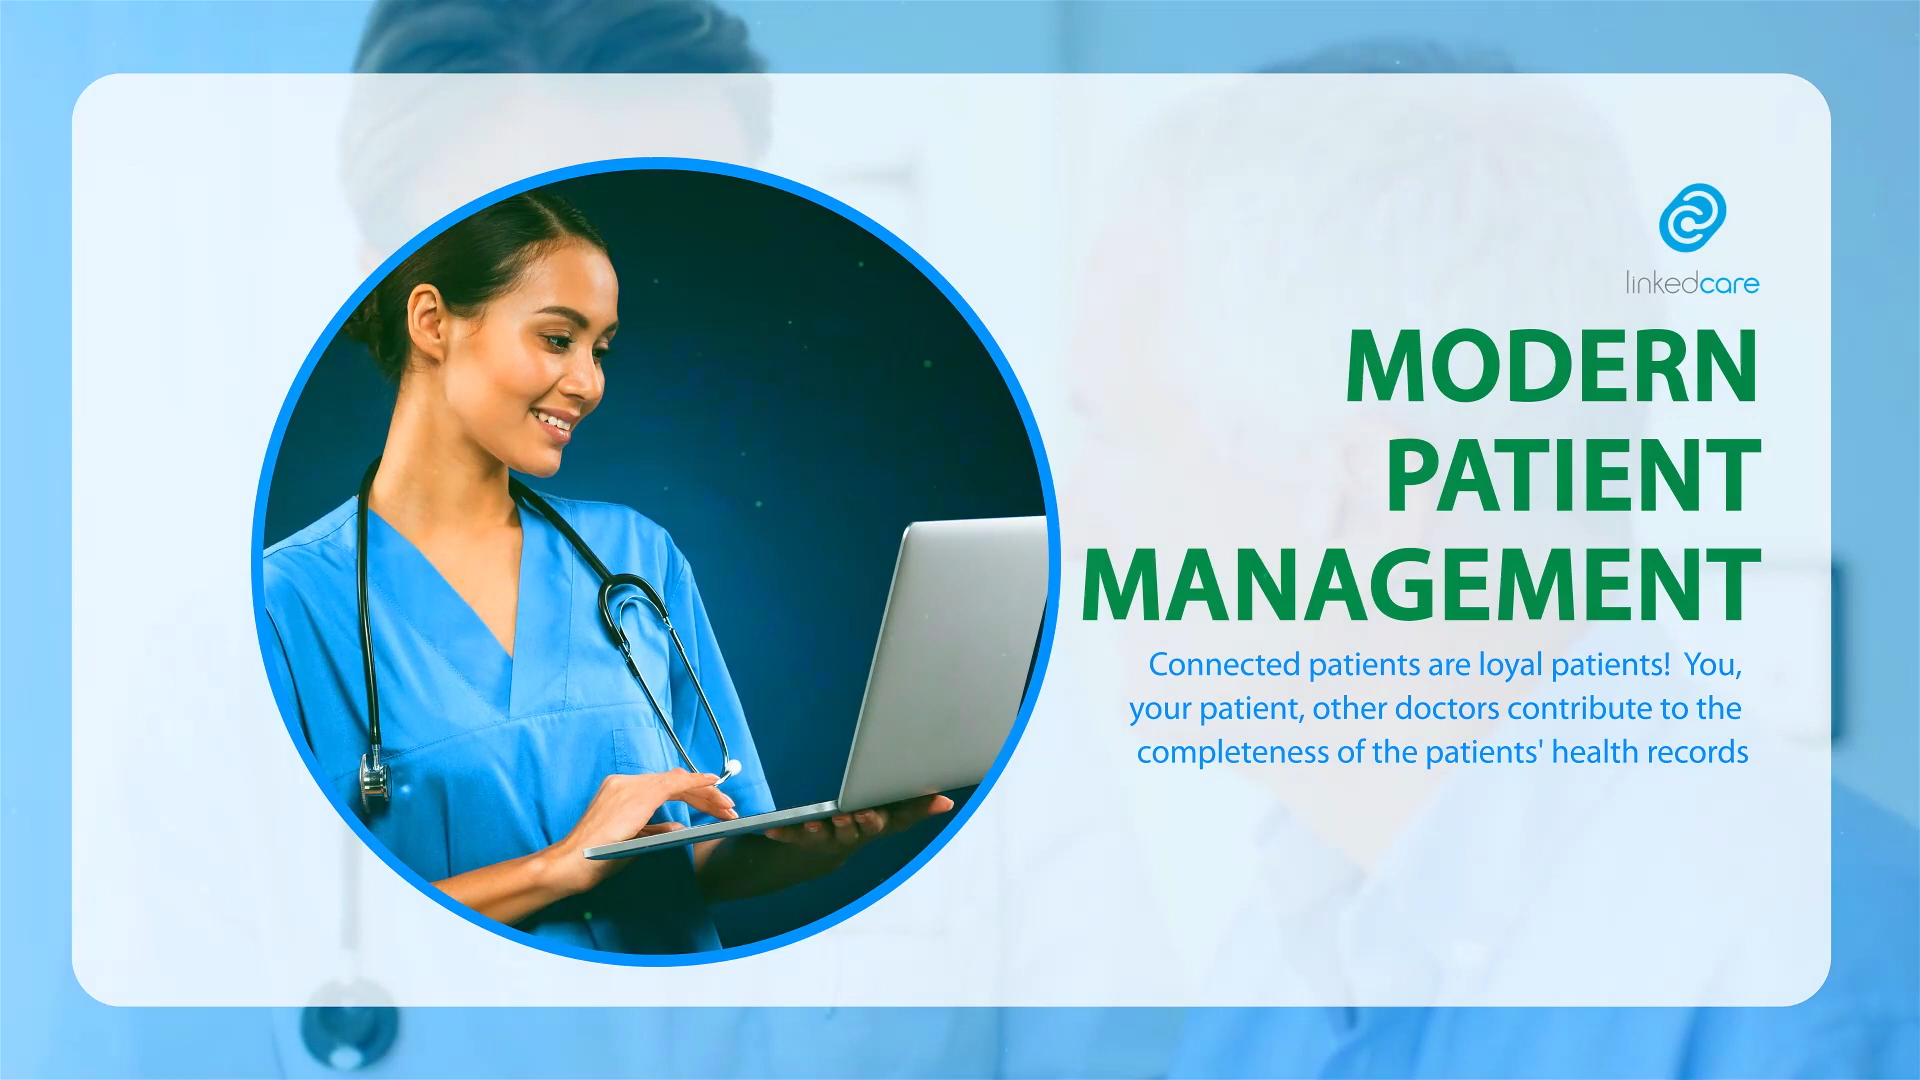 linkedcare
MODERN
PATIENT
MANAGEMENT
Connected patients are loyal patients! You,
your patient, other doctors contribute to the
completeness of the patients' health records